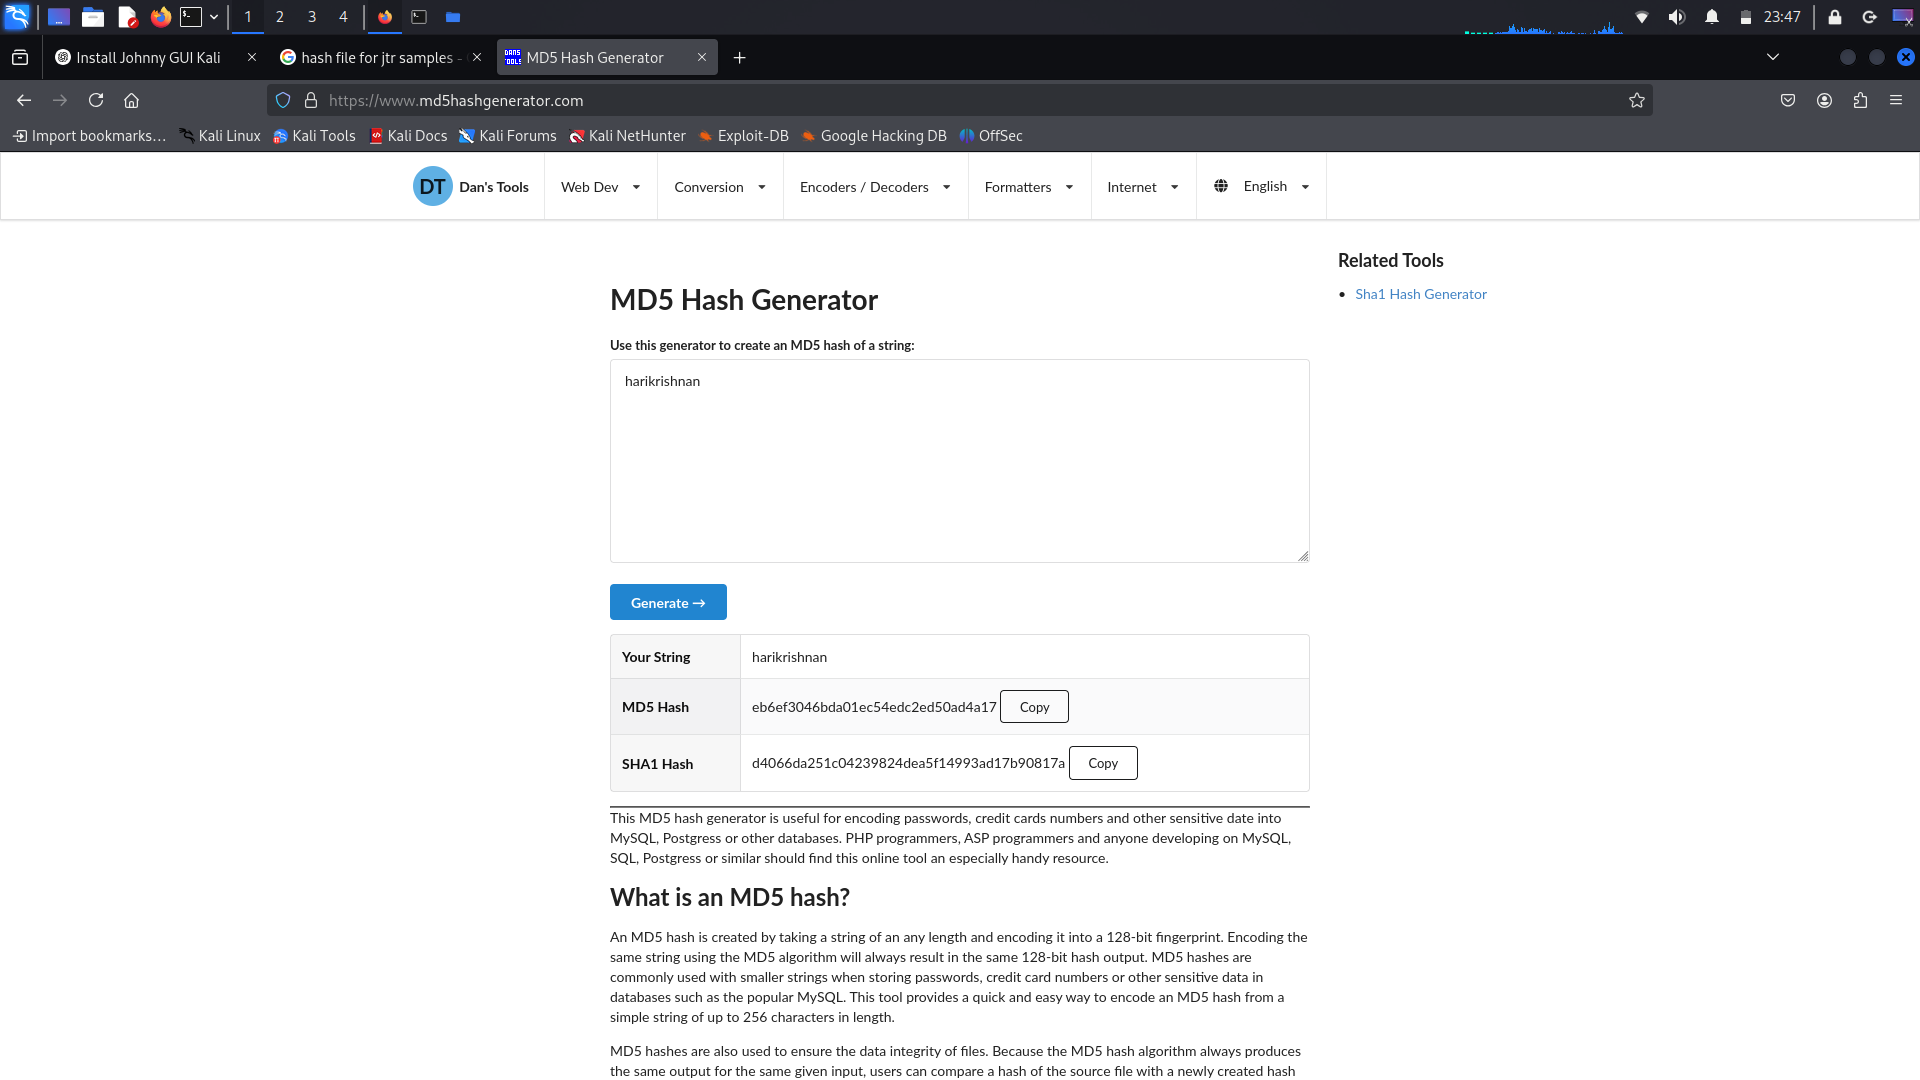 1 2 3 4 23:47
Install Johnny GUI Kali hash file for jtr samples - MD5 Hash Generator
https://www.md5hashgenerator.com
Import bookmarks... Kali Linux Kali Tools Kali Docs Kali Forums Kali NetHunter Exploit-DB Google Hacking DB OffSec
DT Dan's Tools Web Dev Conversion Encoders / Decoders Formatters Internet English
Related Tools
Sha1 Hash Generator
MD5 Hash Generator
Use this generator to create an MD5 hash of a string:
harikrishnan
Generate →
Your String harikrishnan
MD5 Hash eb6ef3046bda01ec54edc2ed50ad4a17 Copy
SHA1 Hash d4066da251c04239824dea5f14993ad17b90817a Copy
This MD5 hash generator is useful for encoding passwords, credit cards numbers and other sensitive date into
MySQL, Postgress or other databases. PHP programmers, ASP programmers and anyone developing on MySQL,
SQL, Postgress or similar should find this online tool an especially handy resource.
What is an MD5 hash?
An MD5 hash is created by taking a string of an any length and encoding it into a 128-bit fingerprint. Encoding the
same string using the MD5 algorithm will always result in the same 128-bit hash output. MD5 hashes are
commonly used with smaller strings when storing passwords, credit card numbers or other sensitive data in
databases such as the popular MySQL. This tool provides a quick and easy way to encode an MD5 hash from a
simple string of up to 256 characters in length.
MD5 hashes are also used to ensure the data integrity of files. Because the MD5 hash algorithm always produces
the same output for the same given input, users can compare a hash of the source file with a newly created hash